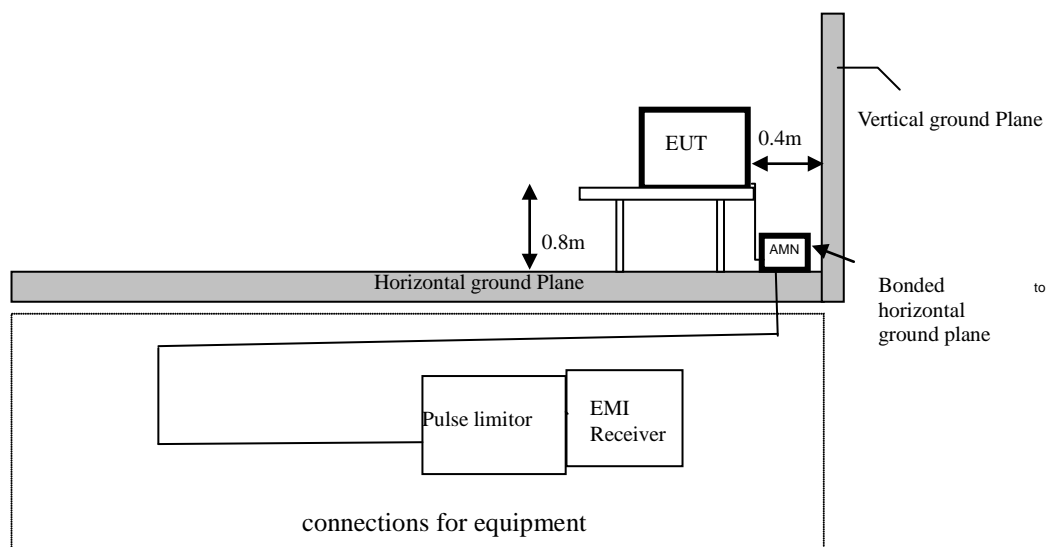 EUT
0.4m
Vertical ground Plane
0.8m
AMN
Horizontal ground Plane
Bonded to
horizontal
ground plane
Pulse limitor
EMI
Receiver
connections for equipment